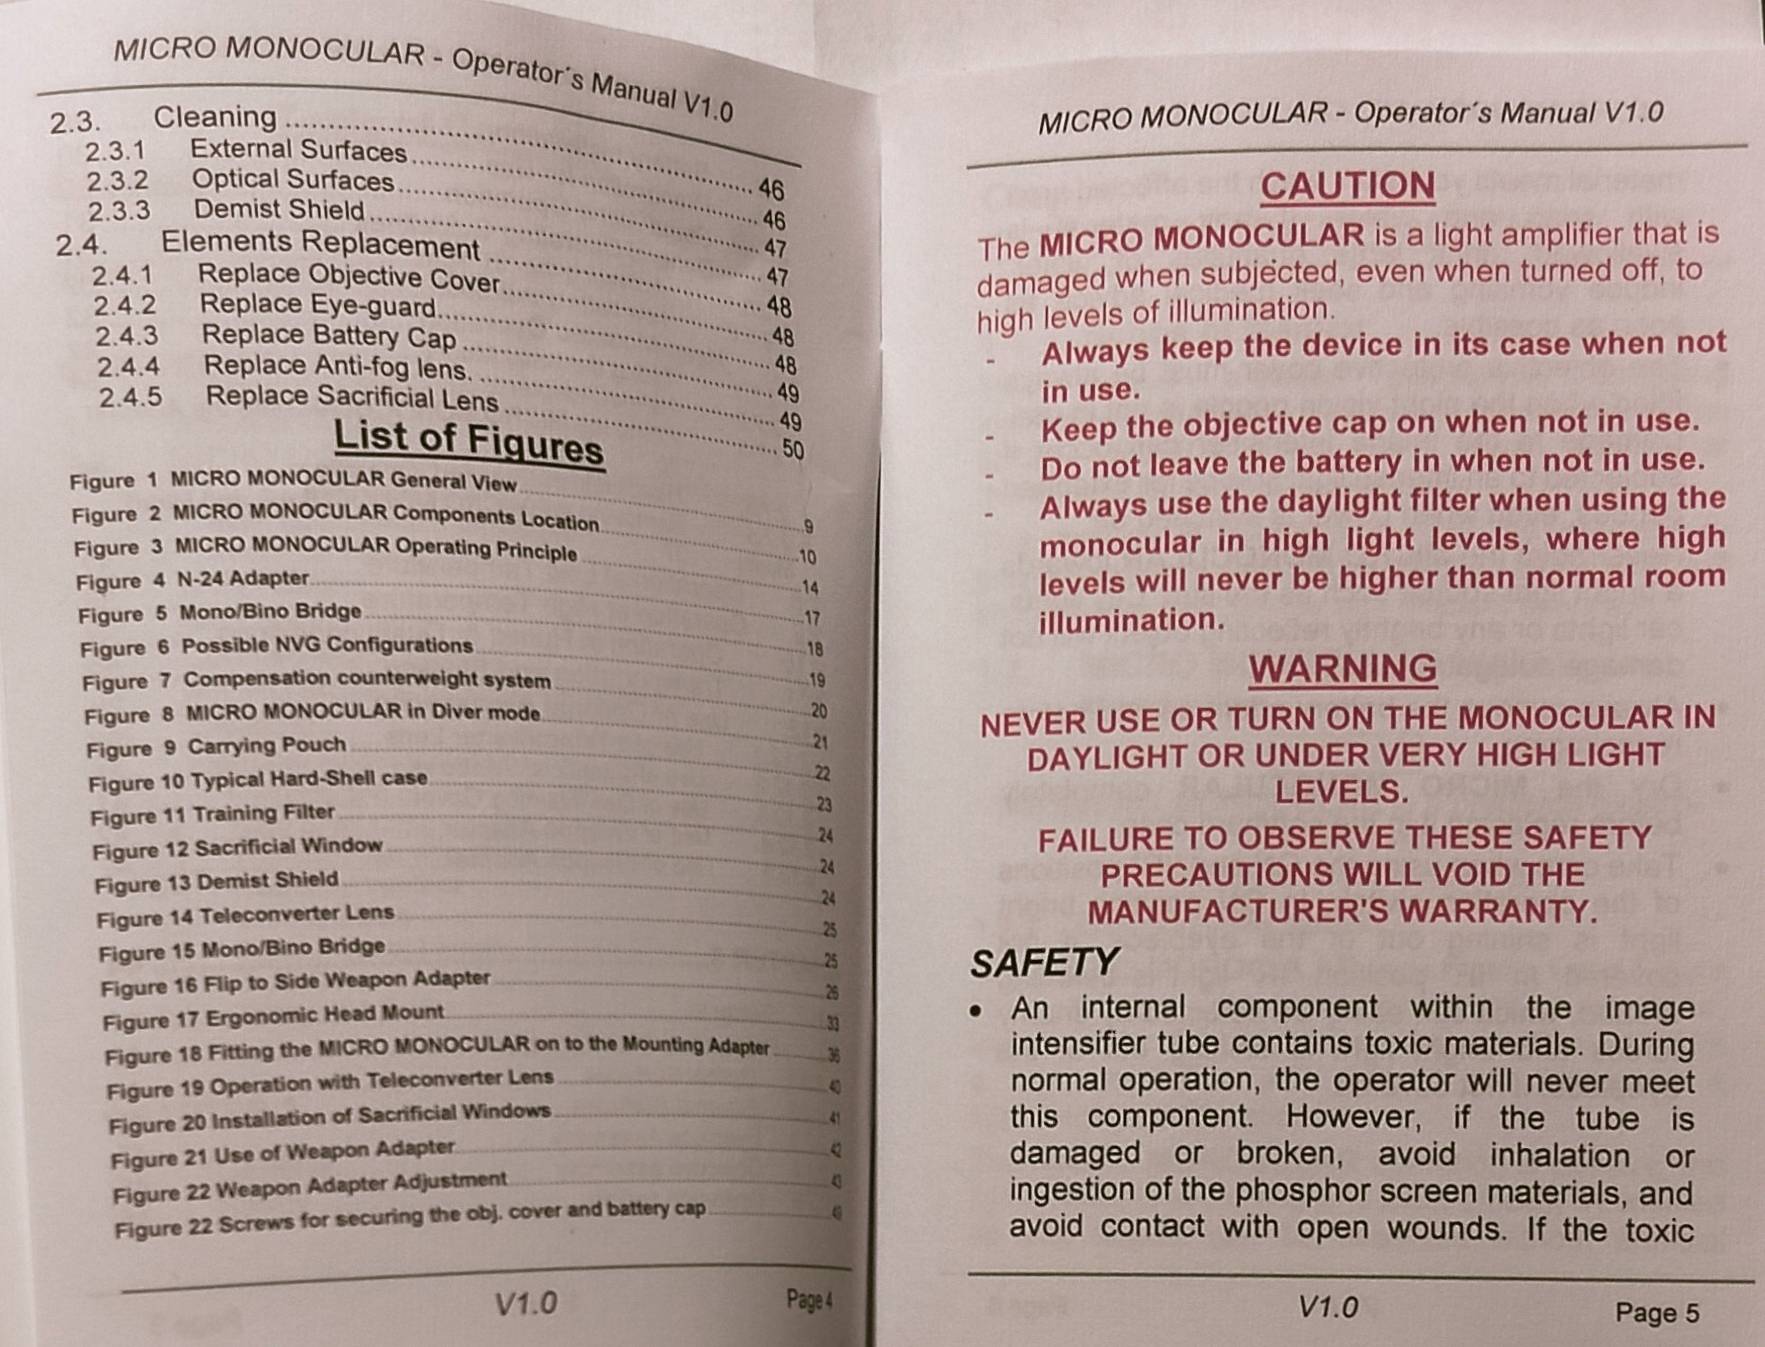 MICRO MONOCULAR - Operator´s Manual V1.0
2.3. Cleaning ........ 46
2.3.1 External Surfaces ........ 46
2.3.2 Optical Surfaces ........ 47
2.3.3 Demist Shield ........ 47
2.4. Elements Replacement ........ 48
2.4.1 Replace Objective Cover ........ 48
2.4.2 Replace Eye-guard ........ 48
2.4.3 Replace Battery Cap ........ 49
2.4.4 Replace Anti-fog lens. ........ 49
2.4.5 Replace Sacrificial Lens ........ 50
List of Figures
Figure 1 MICRO MONOCULAR General View ........ 9
Figure 2 MICRO MONOCULAR Components Location ........ 10
Figure 3 MICRO MONOCULAR Operating Principle ........ 14
Figure 4 N-24 Adapter ........ 17
Figure 5 Mono/Bino Bridge ........ 18
Figure 6 Possible NVG Configurations ........ 19
Figure 7 Compensation counterweight system ........ 20
Figure 8 MICRO MONOCULAR in Diver mode ........ 21
Figure 9 Carrying Pouch ........ 22
Figure 10 Typical Hard-Shell case ........ 23
Figure 11 Training Filter ........ 24
Figure 12 Sacrificial Window ........ 24
Figure 13 Demist Shield ........ 24
Figure 14 Teleconverter Lens ........ 25
Figure 15 Mono/Bino Bridge ........ 25
Figure 16 Flip to Side Weapon Adapter ........ 26
Figure 17 Ergonomic Head Mount ........ 33
Figure 18 Fitting the MICRO MONOCULAR on to the Mounting Adapter ........ 36
Figure 19 Operation with Teleconverter Lens ........ 40
Figure 20 Installation of Sacrificial Windows ........ 41
Figure 21 Use of Weapon Adapter ........ 42
Figure 22 Weapon Adapter Adjustment ........ 43
Figure 22 Screws for securing the obj. cover and battery cap ........
V1.0 Page 4
MICRO MONOCULAR - Operator´s Manual V1.0
CAUTION
The MICRO MONOCULAR is a light amplifier that is
damaged when subjected, even when turned off, to
high levels of illumination.
- Always keep the device in its case when not
in use.
- Keep the objective cap on when not in use.
- Do not leave the battery in when not in use.
- Always use the daylight filter when using the
monocular in high light levels, where high
levels will never be higher than normal room
illumination.
WARNING
NEVER USE OR TURN ON THE MONOCULAR IN
DAYLIGHT OR UNDER VERY HIGH LIGHT
LEVELS.
FAILURE TO OBSERVE THESE SAFETY
PRECAUTIONS WILL VOID THE
MANUFACTURER'S WARRANTY.
SAFETY
• An internal component within the image
intensifier tube contains toxic materials. During
normal operation, the operator will never meet
this component. However, if the tube is
damaged or broken, avoid inhalation or
ingestion of the phosphor screen materials, and
avoid contact with open wounds. If the toxic
V1.0 Page 5